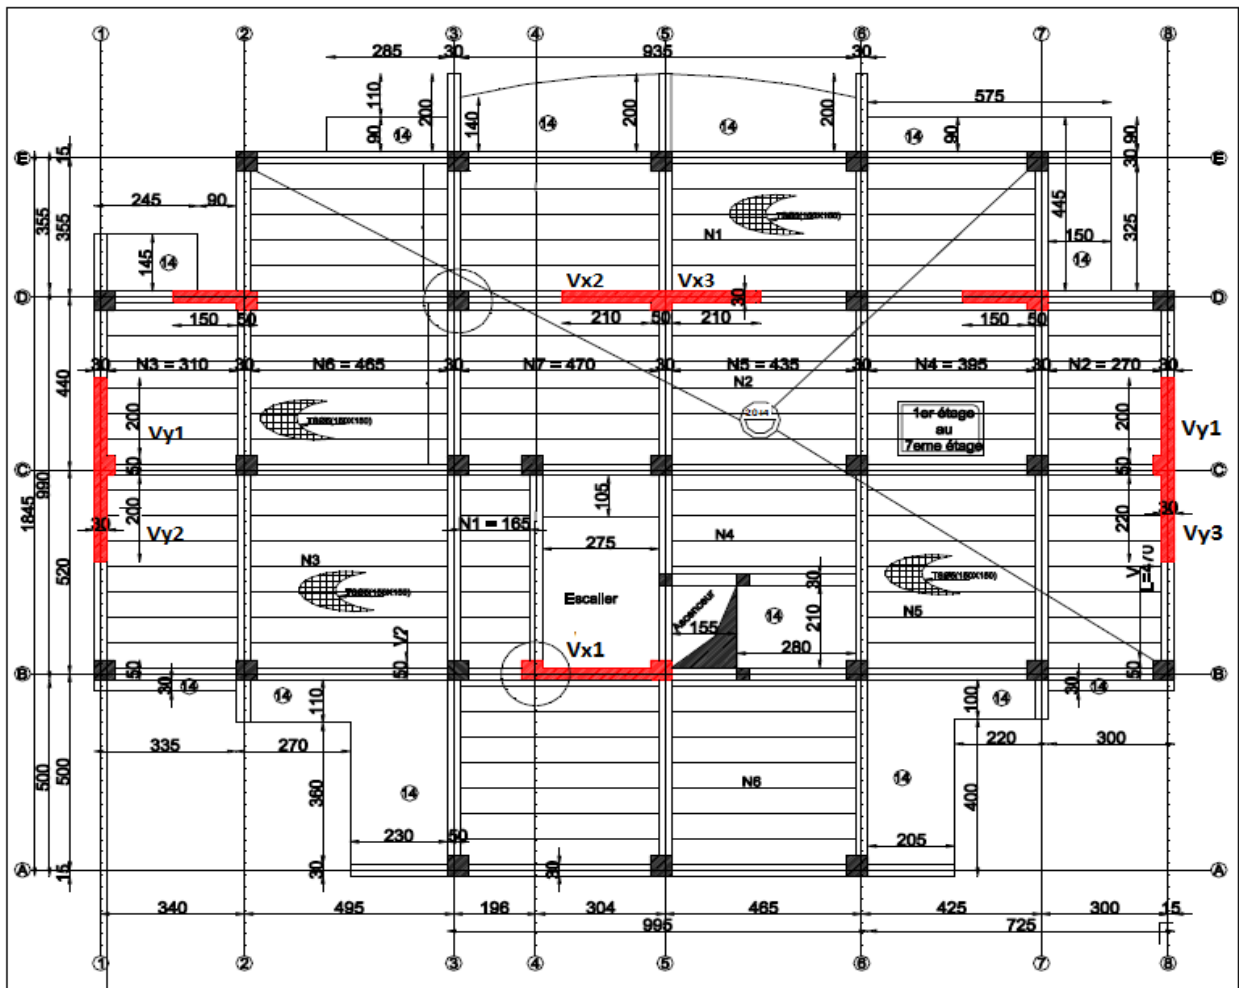 1 2 3 4 5 6 7 8
285 30 935 30
575
110 200 140 200 200
90 14 14 14 14 90 90
E 15 30 E
245 90
355 355 445 325
N1
150
145 14 14
Vx2 Vx3
D 30 D
150 50 210 50 210 150 50
30 N3 = 310 30 N6 = 465 30 N7 = 470 30 N5 = 435 30 N4 = 395 30 N2 = 270 30
440 N2
200 200
1er étage
au
7eme étage
Vy1 Vy1
C 50 50 C
1845 990 105
30 200 N1 = 165 220 30
Vy2 N4 Vy3
275
520 N3 L=470
30
Escalier Ascenceur 210 N5
155 14
V2 Vx1 280
B 50 50 50 B
30 14 14 110 100 14 30 14
335 270 220 300
500 500 360 14 N6 14 400
230 50 205
A 15 30 30 A
340 495 196 304 465 425 300 15
995 725
1 2 3 4 5 6 7 8